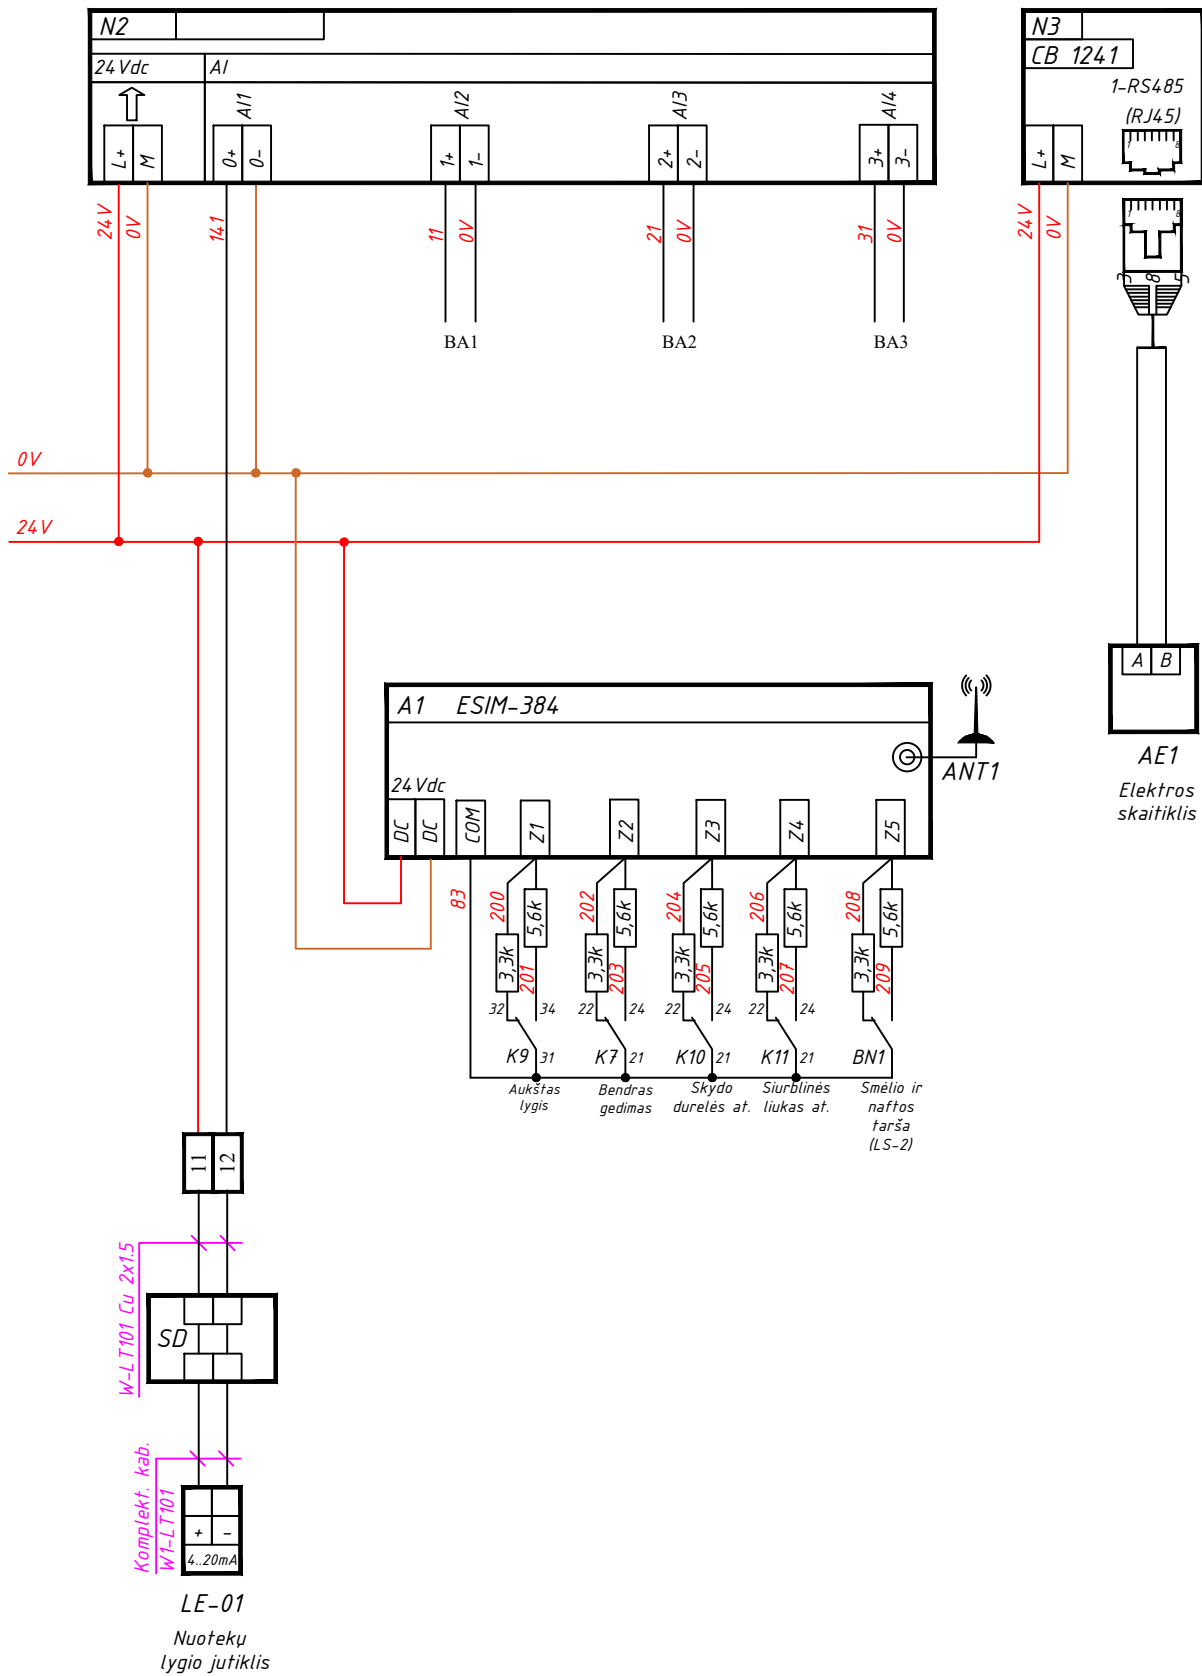 N2
24Vdc
AI
L+
M
AI1
0+
0-
AI2
1+
1-
AI3
2+
2-
AI4
3+
3-
N3
CB 1241
1-RS485
(RJ45)
1
8
L+
M
24V
0V
141
11
0V
21
0V
31
0V
24V
0V
1
8
3
8
5
BA1
BA2
BA3
0V
24V
A
B
AE1
Elektros
skaitiklis
A1
ESIM-384
ANT1
24Vdc
DC
DC
COM
Z1
Z2
Z3
Z4
Z5
83
200
5,6k
3,3k
201
202
5,6k
3,3k
203
204
5,6k
3,3k
205
206
5,6k
3,3k
207
208
5,6k
3,3k
209
32
34
22
24
22
24
22
24
K9
31
K7
21
K10
21
K11
21
BN1
Aukštas
lygis
Bendras
gedimas
Skydo
durelės at.
Siurblinės
liukas at.
Smėlio ir
naftos
tarša
(LS-2)
11
12
W-LT101 Cu 2x1.5
SD
Komplekt. kab.
W1-LT101
+
-
4..20mA
LE-01
Nuotekų
lygio jutiklis